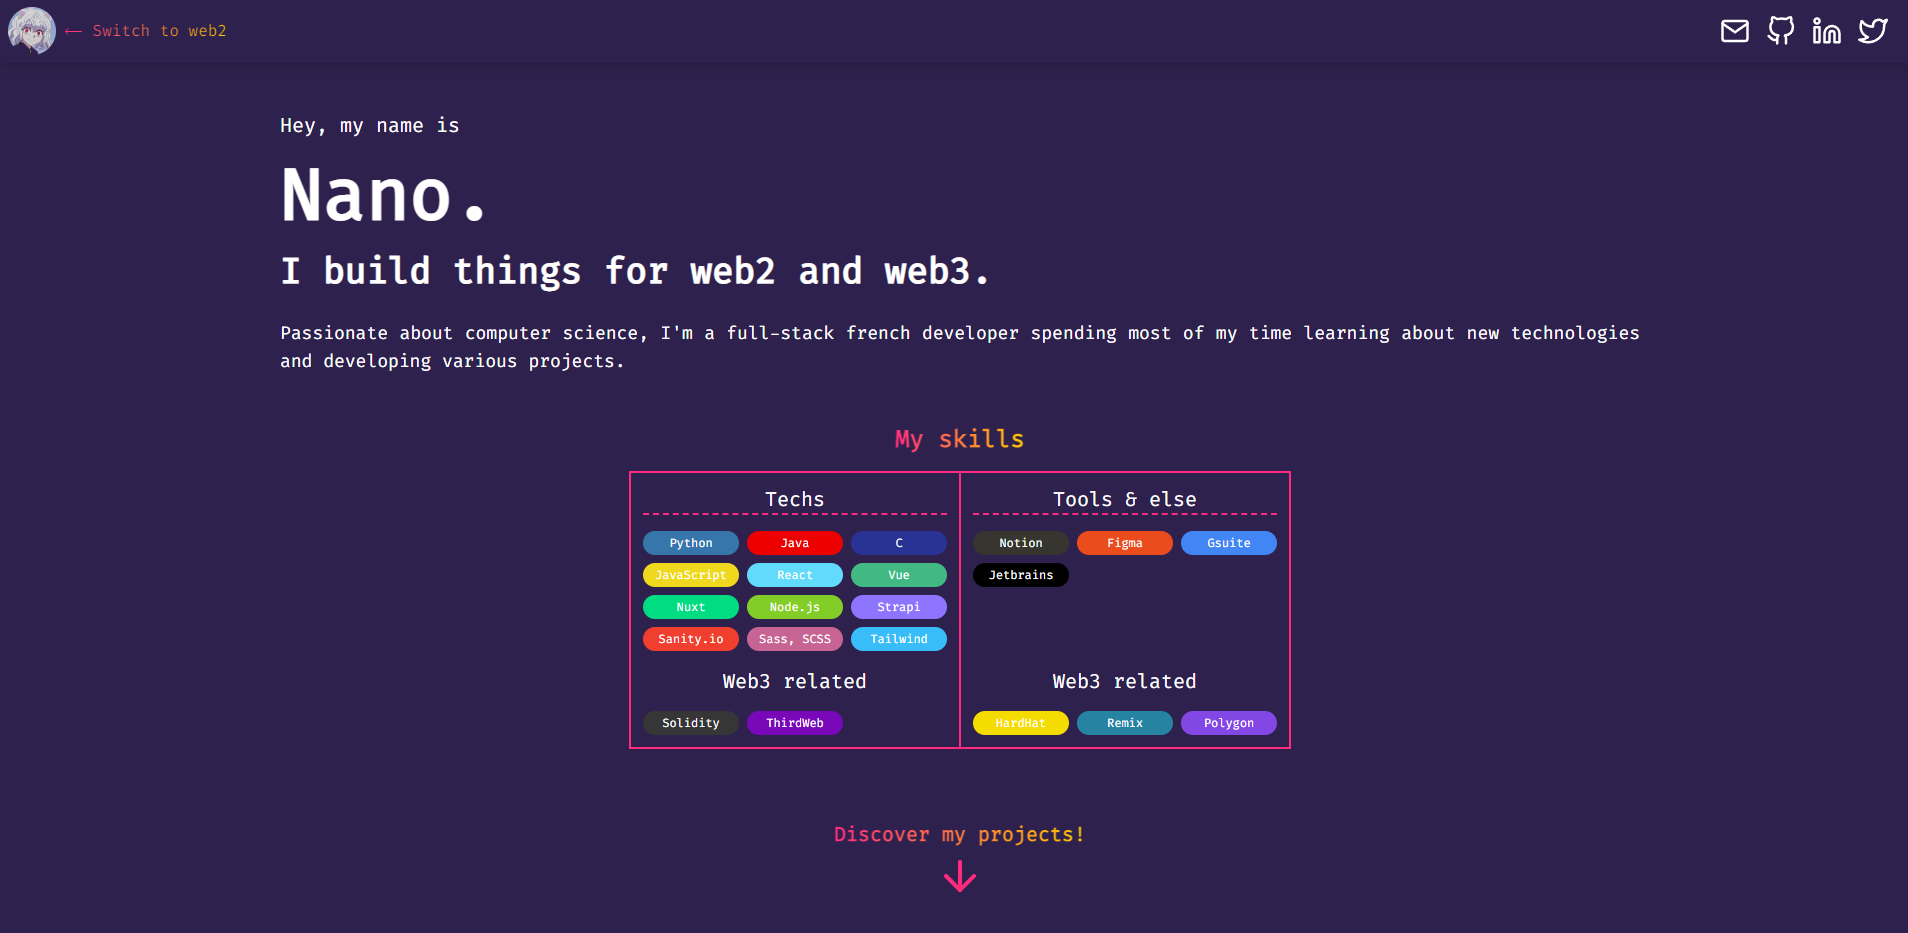 ← Switch to web2
Hey, my name is
Nano.
I build things for web2 and web3.
Passionate about computer science, I'm a full-stack french developer spending most of my time learning about new technologies
and developing various projects.
My skills
Techs
Python Java C
JavaScript React Vue
Nuxt Node.js Strapi
Sanity.io Sass, SCSS Tailwind
Web3 related
Solidity ThirdWeb
Tools & else
Notion Figma Gsuite
Jetbrains
Web3 related
HardHat Remix Polygon
Discover my projects!